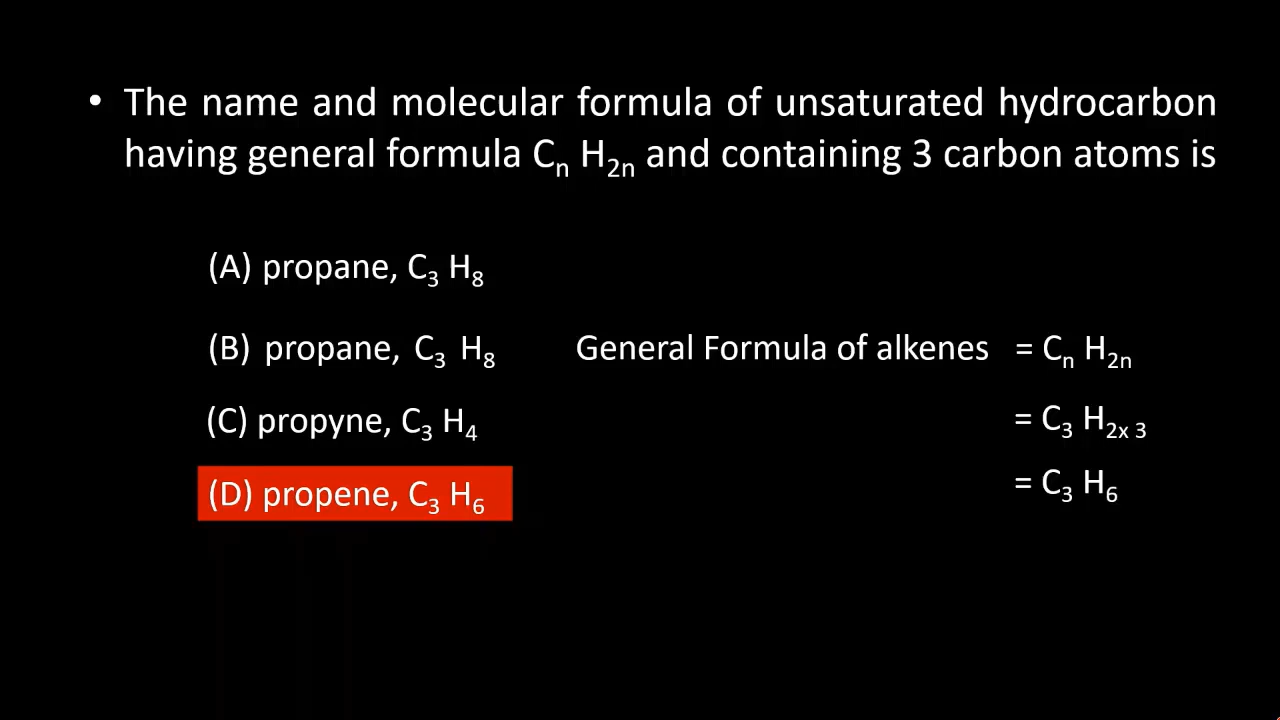 • The name and molecular formula of unsaturated hydrocarbon
having general formula Cₙ H₂ₙ and containing 3 carbon atoms is
(A) propane, C₃ H₈
(B) propane, C₃ H₈ General Formula of alkenes = Cₙ H₂ₙ
(C) propyne, C₃ H₄ = C₃ H₂ₓ ₃
(D) propene, C₃ H₆ = C₃ H₆